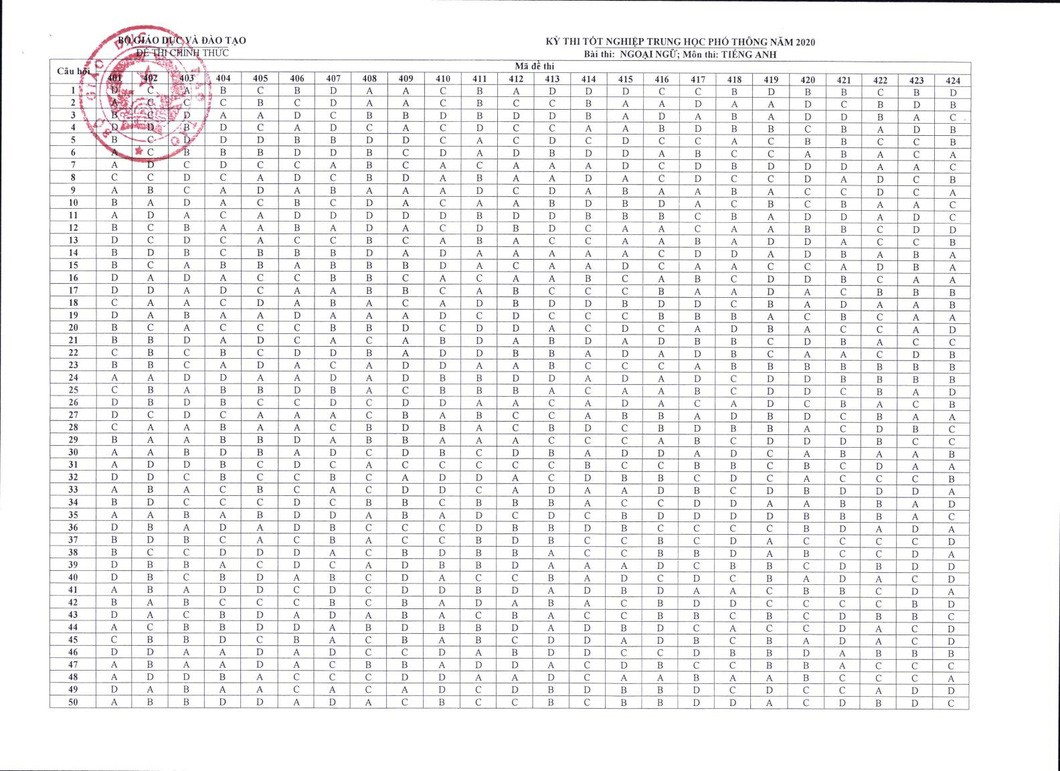 BỘ GIÁO DỤC VÀ ĐÀO TẠO
ĐỀ THI CHÍNH THỨC
KỲ THI TỐT NGHIỆP TRUNG HỌC PHỔ THÔNG NĂM 2020
Bài thi: NGOẠI NGỮ; Môn thi: TIẾNG ANH
Câu hỏi Mã đề thi
401 402 403 404 405 406 407 408 409 410 411 412 413 414 415 416 417 418 419 420 421 422 423 424
1 D C A B C B D A A C B A D D D C C B D B B C B D
2 A C C C B C D A A C B C C B A A D A A D C B D B
3 B C D A A D C B B D B D D B A D A B A D D B A C
4 D D B D C A D C A C D C C A A B D B B C B A D B
5 B C D D D B B D D C A C D C D C C A C B B C C B
6 A C B B B D D B C D A D B D D A B C C A B A C A
7 A D C D C C A B C A C A A A D C D B D D D A A C
8 C C D C A D C B D A B A A D A C D C C D A D C B
9 A B C A D A B A A A D C D A B A A B A C C D C A
10 B A D A C B C D A C A A B D B D A C B C B A A C
11 A D A C A D D D D D B D D B B B C B A D D A D C
12 B C B A A B A D A C D B D C A A C A A B B C D D
13 D C D C A C C B C A B A C C A A B A D D A C C B
14 B D B C B B B D A D A A A A A C D D A D B A B A
15 B C A B B A B B B D A C A A D C A A C C A D B A
16 D A D A C C B B C A C A A B C A B C D D B C A A
17 D D A D C A A B B C A B C C C B A A D A C B B B
18 C A A C D A B A C A D B D D B D D C B A D A A B
19 D A B A A D A A A D C D C C C B B B A C B C A A
20 B C A C C C B B D C D D A C D C A D B A C C A D
21 B B D A D C A C A B D A B D A D B B C D B A C C
22 C B C B C D D B A D D B B A D A D B C A A C D B
23 B B C A D A C A D D A A B C C C A B B B B B B B
24 A A D D A A D A D B B D D A D A D C D D B B B B
25 C B A B B D B A C B B B A C A A B C D D C B A D
26 D B D B C C D C D D A A C A D A C A D C B A C B
27 D C D C A A A C B A B C C A B B A D B D C B A A
28 C A A B A A C B D B A C B D C B D B B A C D B C
29 B A A B B D A B B A A A C C C A B C D D D B C C
30 A A B D B A D C D B C D B A D D A D C A B A A B
31 A D D B C D C A C C C C C B C C B B C B C D A A
32 D D C B C C B C A D D A C D B B C D C A C C C B
33 A B A C B C A C D D C A D A A D B C D B D D D A
34 B D C C C D C B B C B B B A C C D D A A B B A D
35 A A B A B D D A B A D C D C B D D D D B B B A C
36 D B A D A D B C C C D B B D B C C C C B D A D A
37 B D B C A C B A C C B D B C C B C D A C C C C D
38 B C C D D D A C B D B B A C C B B D A B C C D A
39 D B B A C D C A D B B D A A A D C B B C D B D D
40 D B C B D A B C D A C C B A D C D C B A D A C D
41 A B A D D C D C D D B D A D B D A A C B B C D A
42 B A B C C C B C B A D A B A C B D D C C C C B D
43 D A C B D A D A B A C B A C C B B C B C D B B C
44 A C B B D D A B D B B D A D B D C A C C D A C D
45 C B B D C B A C B A B C D D A D B C B A D A C D
46 D D A A D A D C C D A B D D C C D B B D A B B B
47 A B A A D A C B B A D D A C D B C C B B A C C C
48 A D D B A C C C D D A A D C A A B A A B C C C A
49 D A B A A C A C A D C D B D B B D C D C C A D D
50 A B B D D A D A C B C C B C B B D D A C D B D C